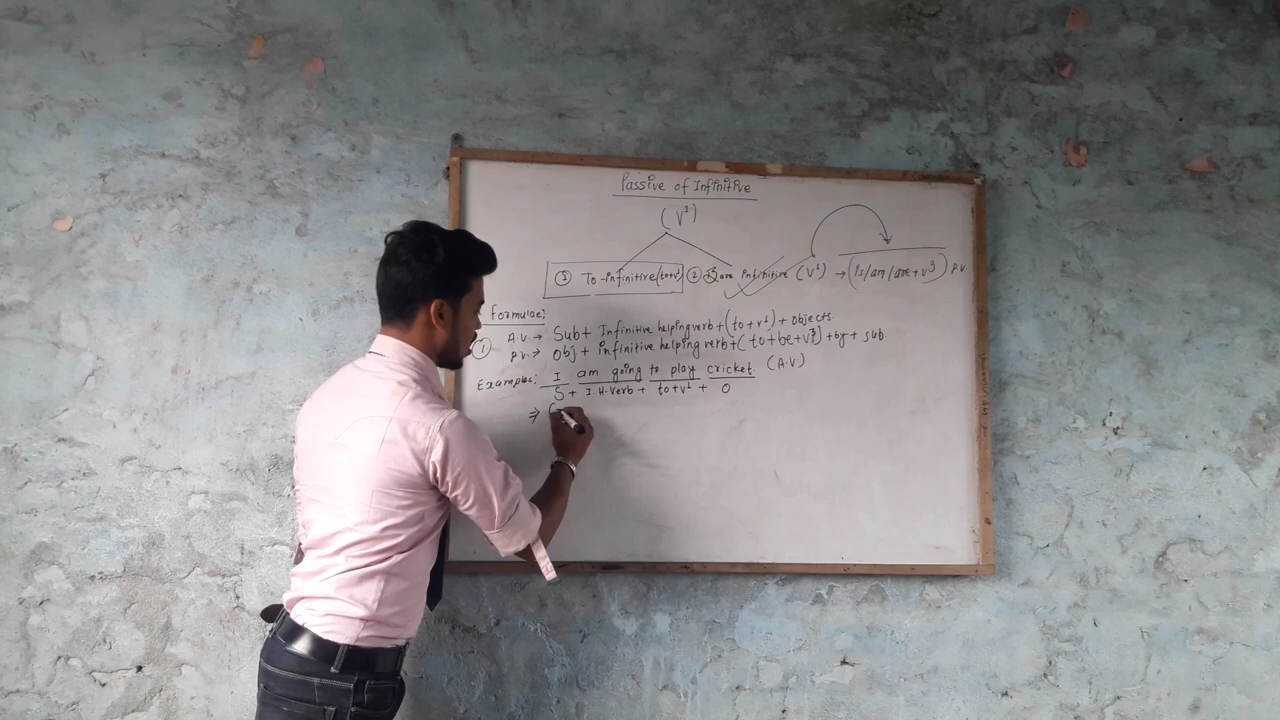 Passive of Infinitive
(V¹)
① To-infinitive (to+v¹) ② Bare Infinitive (V¹) → (Is/am/are+v³) P.V.
Formulae:
① A.V. → Sub + Infinitive helping verb + (to+v¹) + objects.
P.V. → Obj + infinitive helping verb + (to+be+v³) + by + sub.
Examples: I am going to play cricket (A.V)
S + I.H.Verb + to+v¹ + O
⇒ (